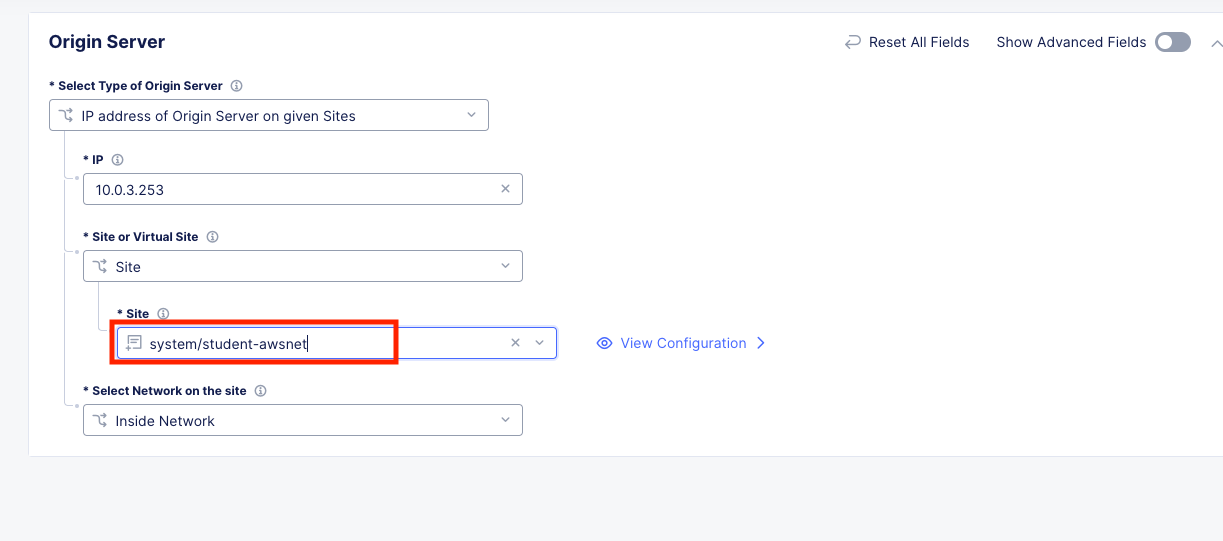 Origin Server
Reset All Fields
Show Advanced Fields
* Select Type of Origin Server
IP address of Origin Server on given Sites
* IP
10.0.3.253
* Site or Virtual Site
Site
* Site
system/student-awsnet
View Configuration
* Select Network on the site
Inside Network